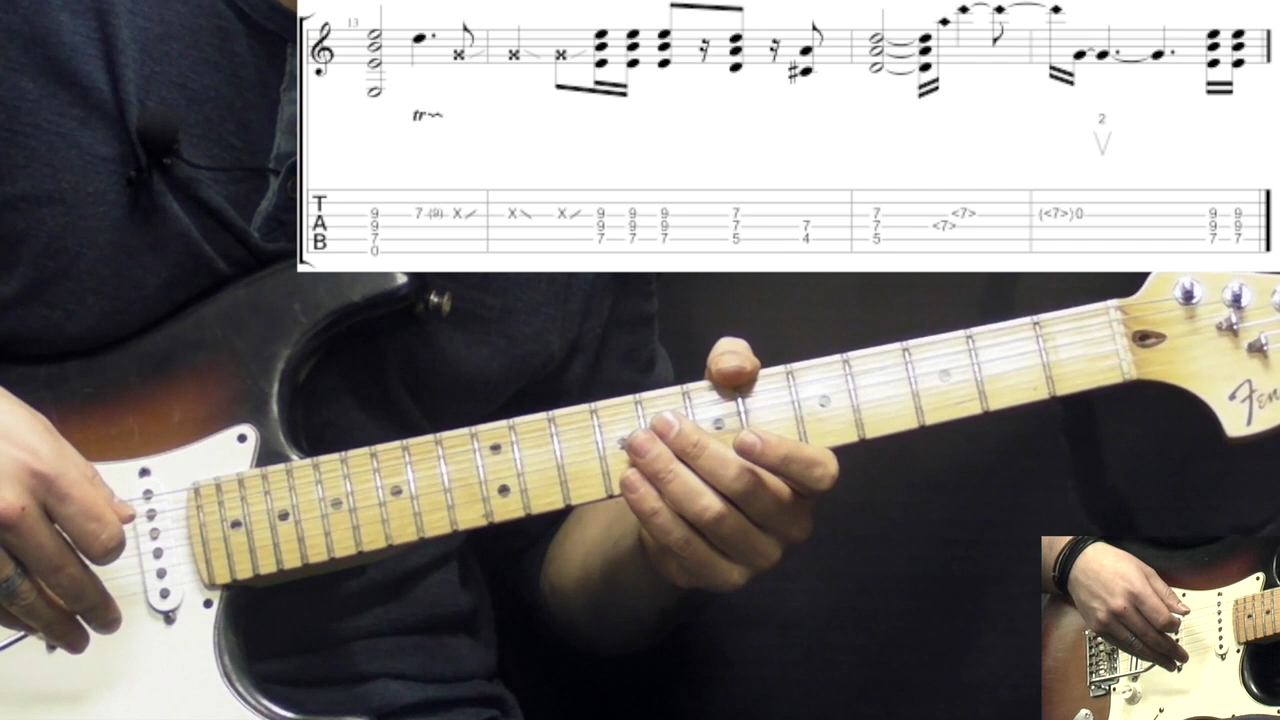 13
tr
2
T 9 7 (9) X X X 9 9 9 7 7 <7> (<7>) 0 9 9
A 9 9 9 9 7 7 7 <7> 9 9
B 7 7 7 7 5 4 5 7 7
0
Fen